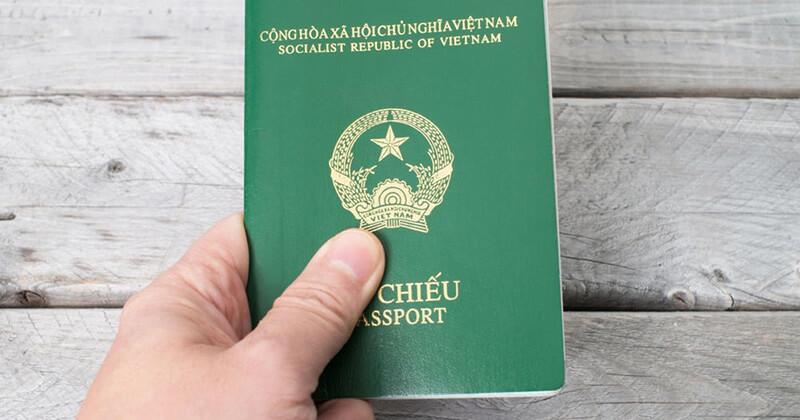 CỘNG HÒA XÃ HỘI CHỦ NGHĨA VIỆT NAM
SOCIALIST REPUBLIC OF VIETNAM
VIỆT NAM
CHIẾU
ASSPORT